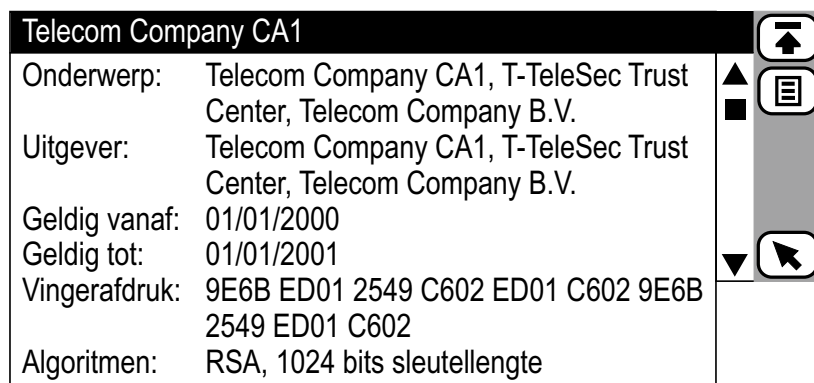 Telecom Company CA1
Onderwerp: Telecom Company CA1, T-TeleSec Trust
Center, Telecom Company B.V.
Uitgever: Telecom Company CA1, T-TeleSec Trust
Center, Telecom Company B.V.
Geldig vanaf: 01/01/2000
Geldig tot: 01/01/2001
Vingerafdruk: 9E6B ED01 2549 C602 ED01 C602 9E6B
2549 ED01 C602
Algoritmen: RSA, 1024 bits sleutellengte